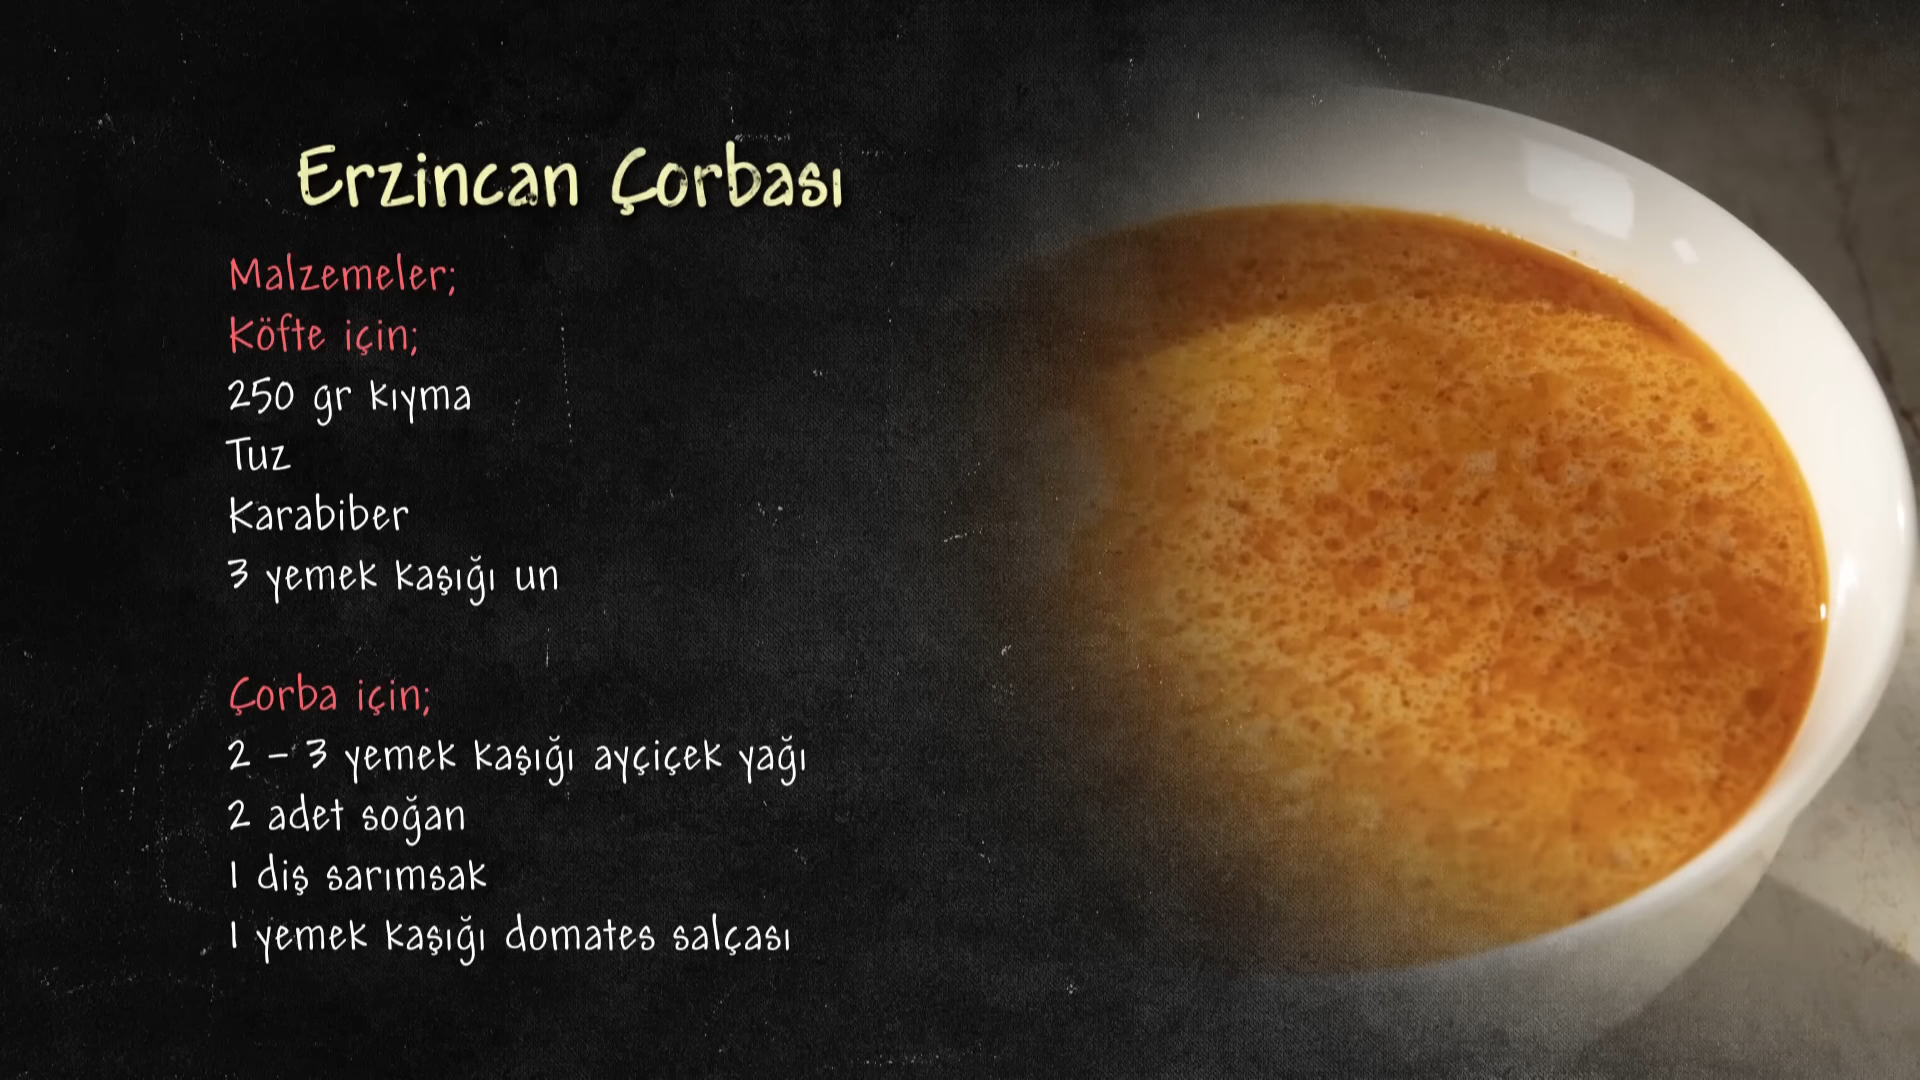 Erzincan Çorbası
Malzemeler;
Köfte için;
250 gr kıyma
Tuz
Karabiber
3 yemek kaşığı un
Çorba için;
2 – 3 yemek kaşığı ayçiçek yağı
2 adet soğan
1 diş sarımsak
1 yemek kaşığı domates salçası